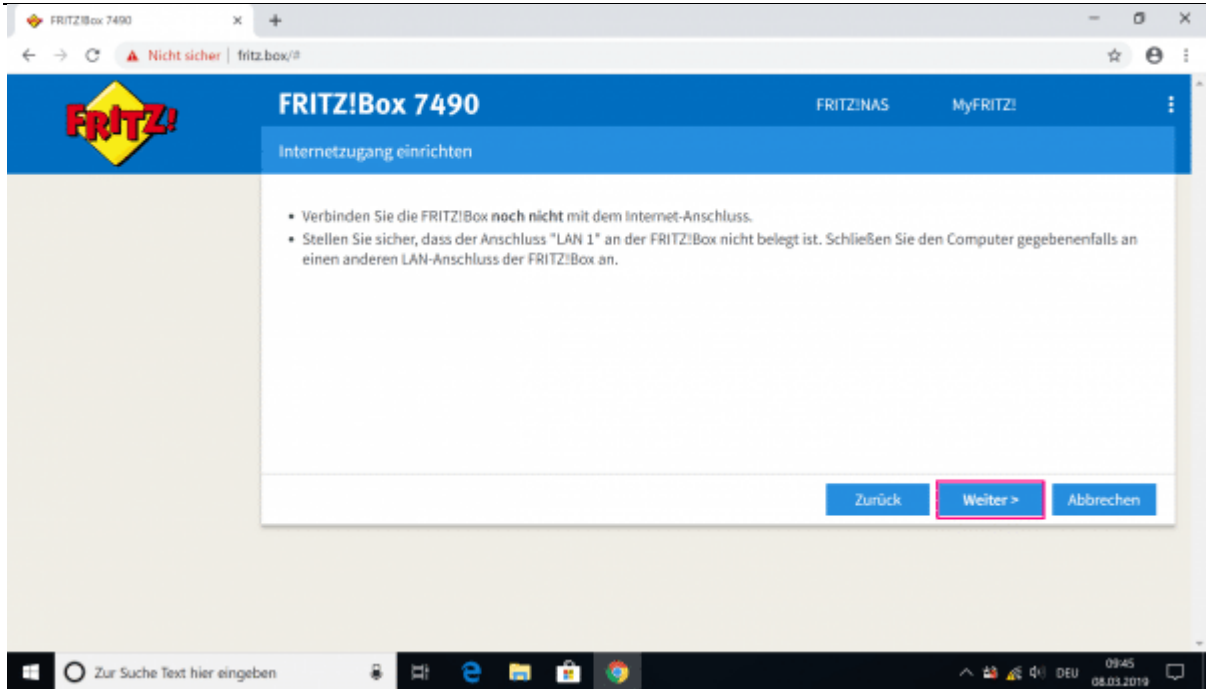 FRITZ!Box 7490
Nicht sicher | fritz.box/#
FRITZ!
FRITZ!Box 7490
FRITZ!NAS
MyFRITZ!
Internetzugang einrichten
• Verbinden Sie die FRITZ!Box noch nicht mit dem Internet-Anschluss.
• Stellen Sie sicher, dass der Anschluss "LAN 1" an der FRITZ!Box nicht belegt ist. Schließen Sie den Computer gegebenenfalls an
einen anderen LAN-Anschluss der FRITZ!Box an.
Zurück
Weiter >
Abbrechen
Zur Suche Text hier eingeben
DEU
09:45
08.03.2019